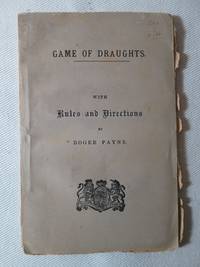 GAME OF DRAUGHTS.
WITH
Rules and Directions
BY
ROGER PAYNE.